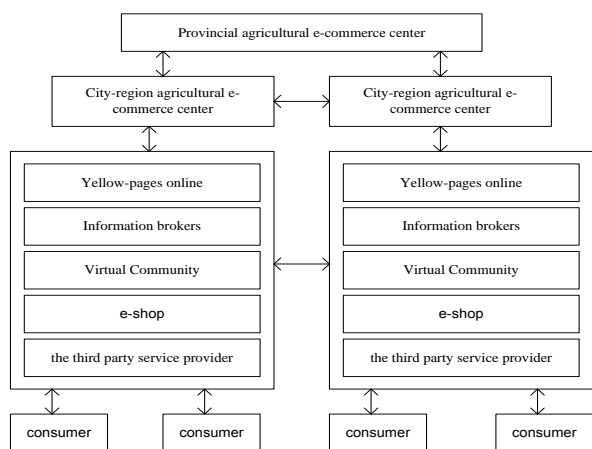 Provincial agricultural e-commerce center
City-region agricultural e-
commerce center
City-region agricultural e-
commerce center
Yellow-pages online
Information brokers
Virtual Community
e-shop
the third party service provider
Yellow-pages online
Information brokers
Virtual Community
e-shop
the third party service provider
consumer
consumer
consumer
consumer